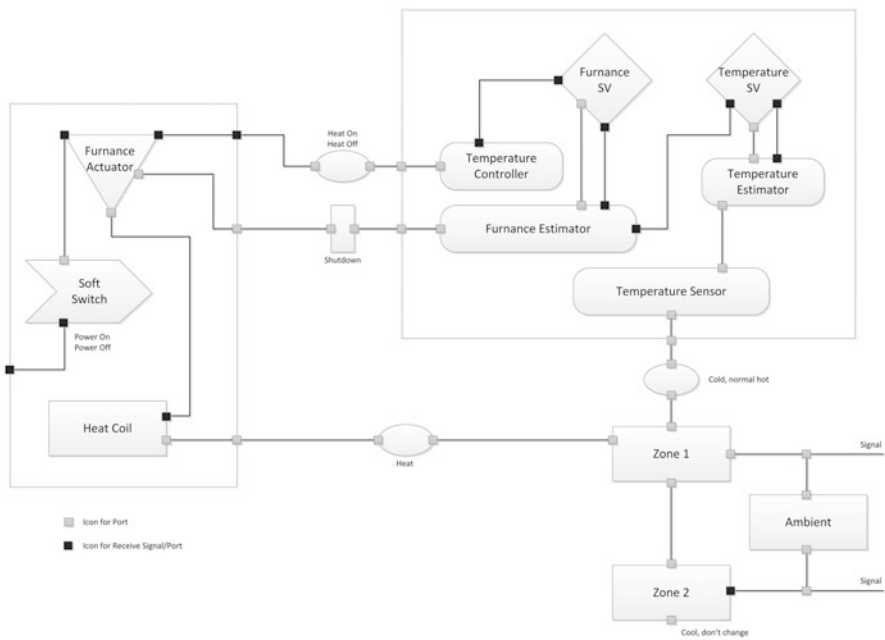 Furnance
SV
Temperature
SV
Heat On
Heat Off
Furnance
Actuator
Temperature
Controller
Temperature
Estimator
Furnance Estimator
Shutdown
Soft
Switch
Temperature Sensor
Power On
Power Off
Cold, normal hot
Heat Coil
Heat
Zone 1
Signal
Icon for Port
Icon for Receive Signal/Port
Ambient
Zone 2
Signal
Cool, don't change